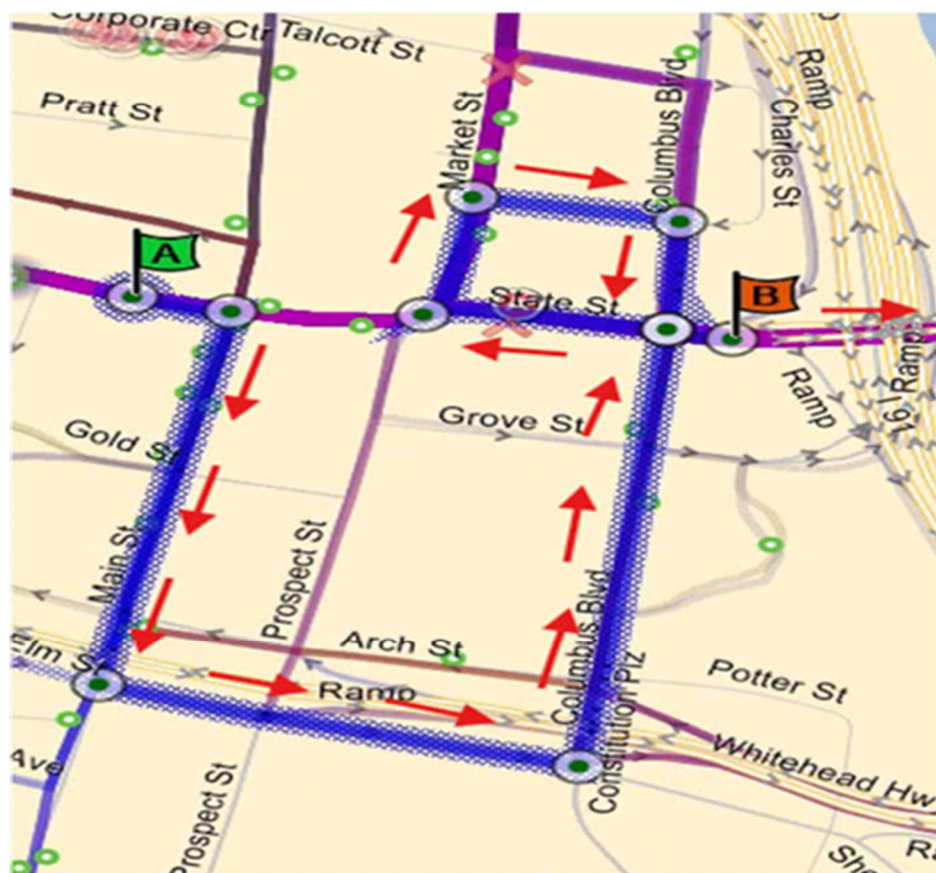 Corporate Ctr
Talcott St
Ramp
Pratt St
Market St
Columbus Blvd
Charles St
A
B
State St
Ramp
Ramp
I 91
Grove St
Gold St
Main St
Prospect St
Arch St
Columbus Blvd
Constitution Plz
Elm St
Ramp
Potter St
Whitehead Hw
Ave
Prospect St